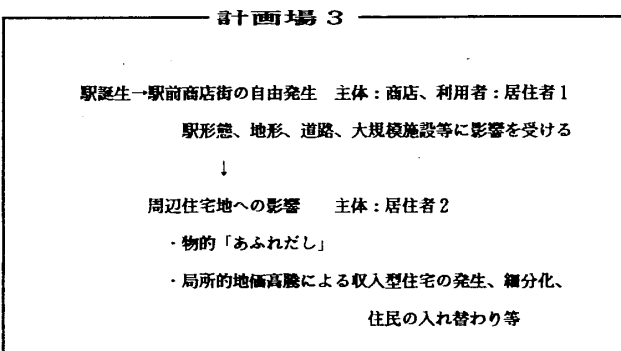 計画場3
駅誕生→駅前商店街の自由発生 主体:商店、利用者:居住者1
駅形態、地形、道路、大規模施設等に影響を受ける
↓
周辺住宅地への影響 主体:居住者2
・物的「あふれだし」
・局所的地価高騰による収入型住宅の発生、細分化、
住民の入れ替わり等